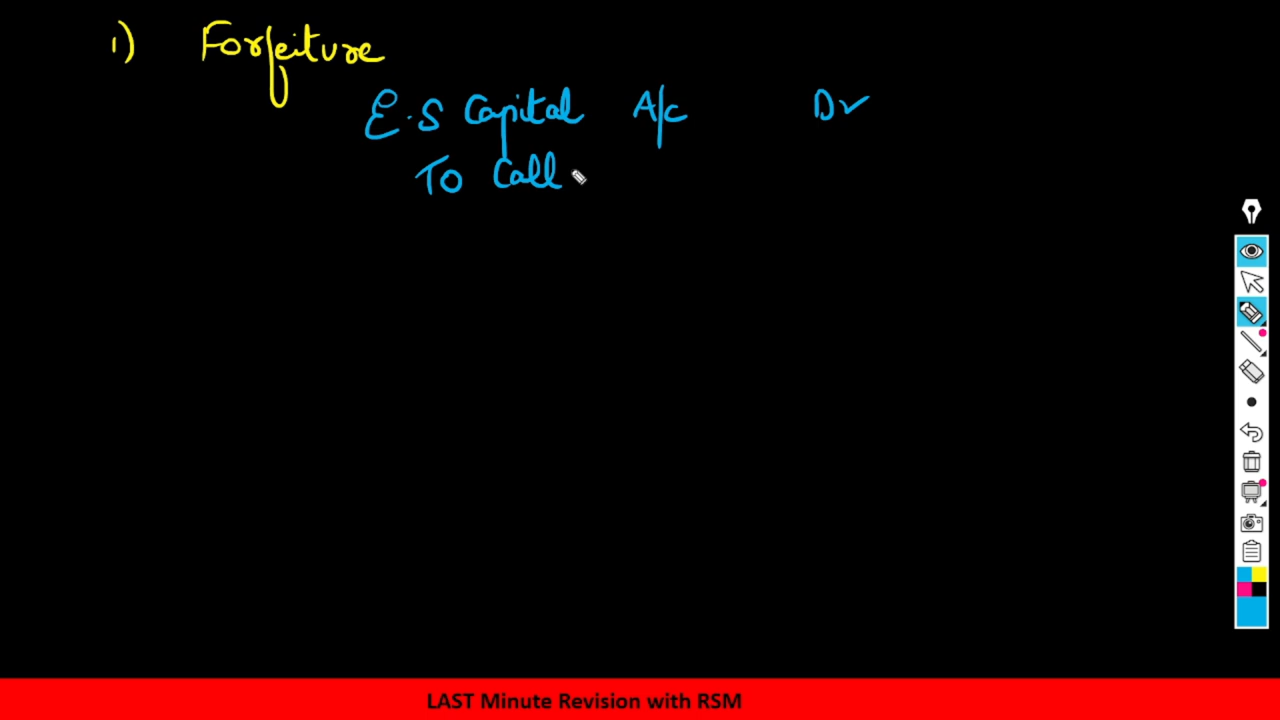 1) Forfeiture
E.S Capital A/c Dr
To Call
LAST Minute Revision with RSM